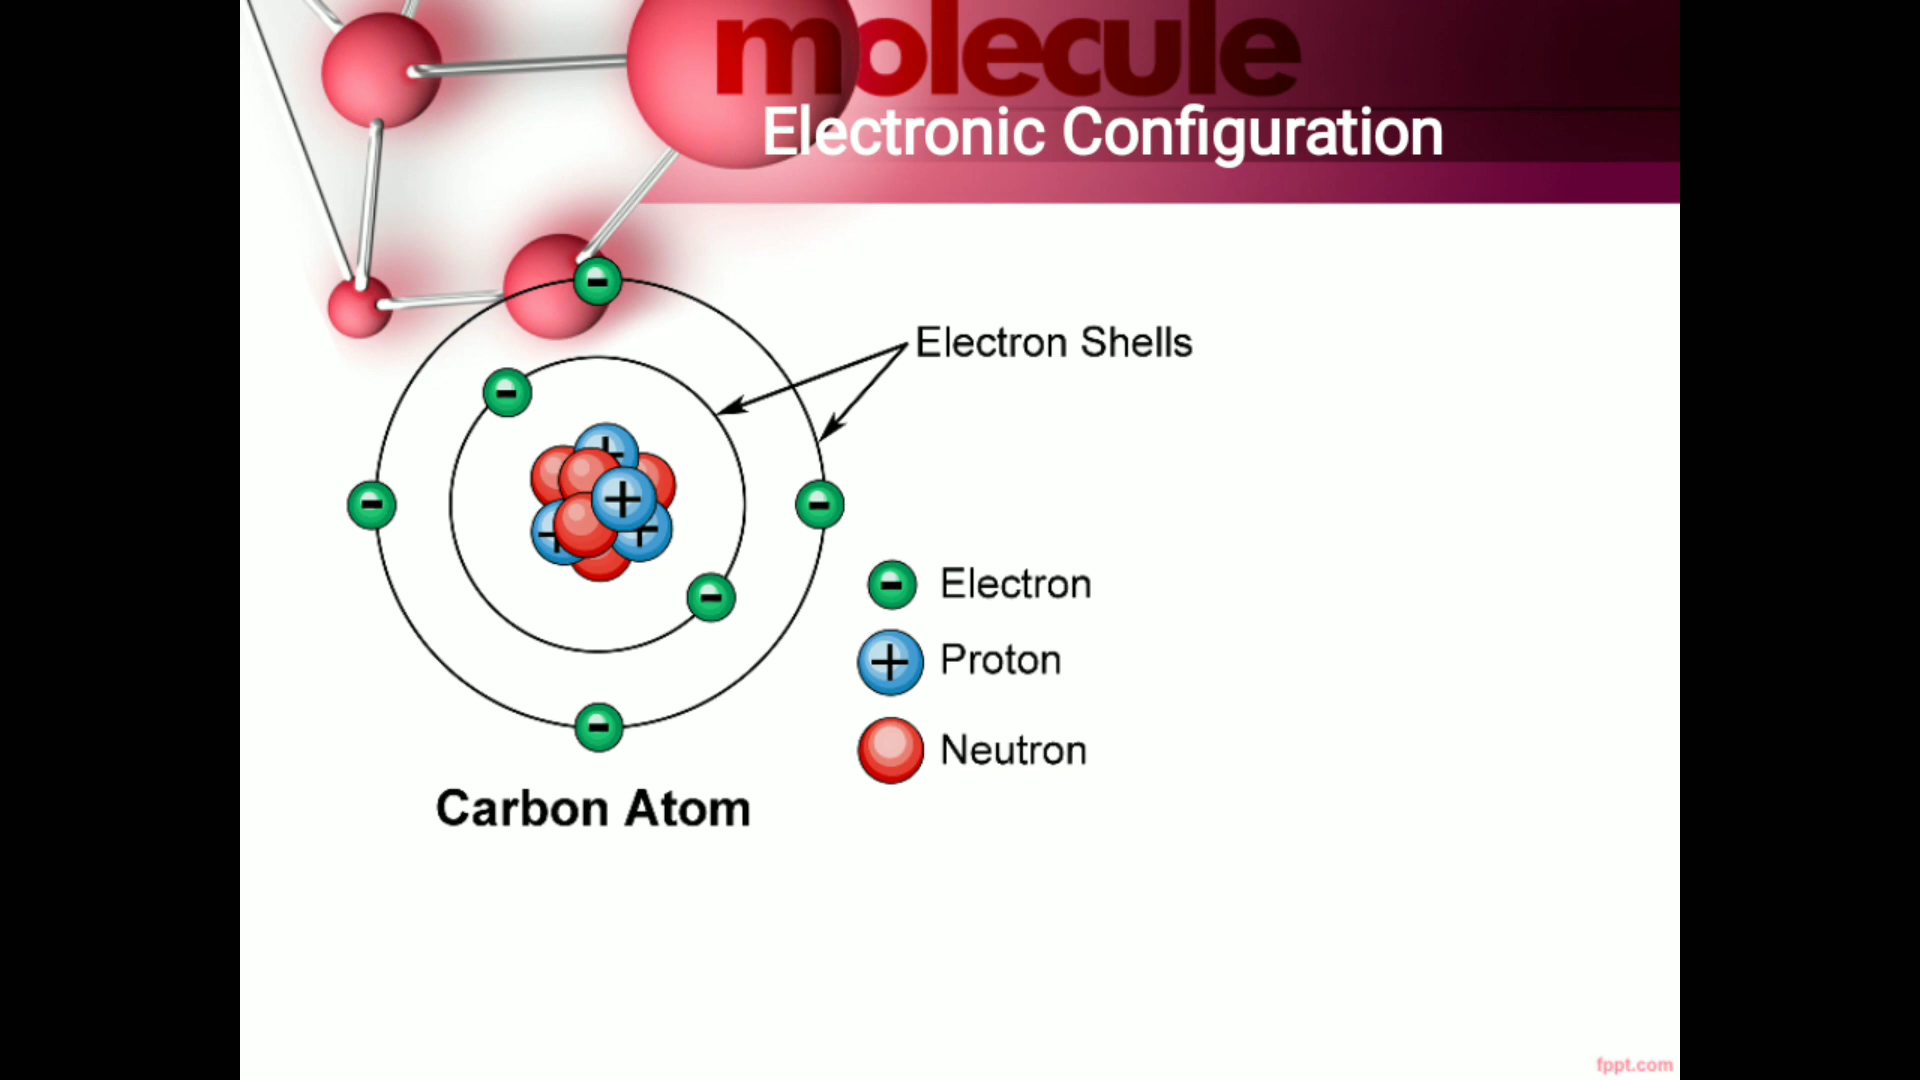 molecule
Electronic Configuration
Electron Shells
Electron
Proton
Neutron
Carbon Atom
fppt.com